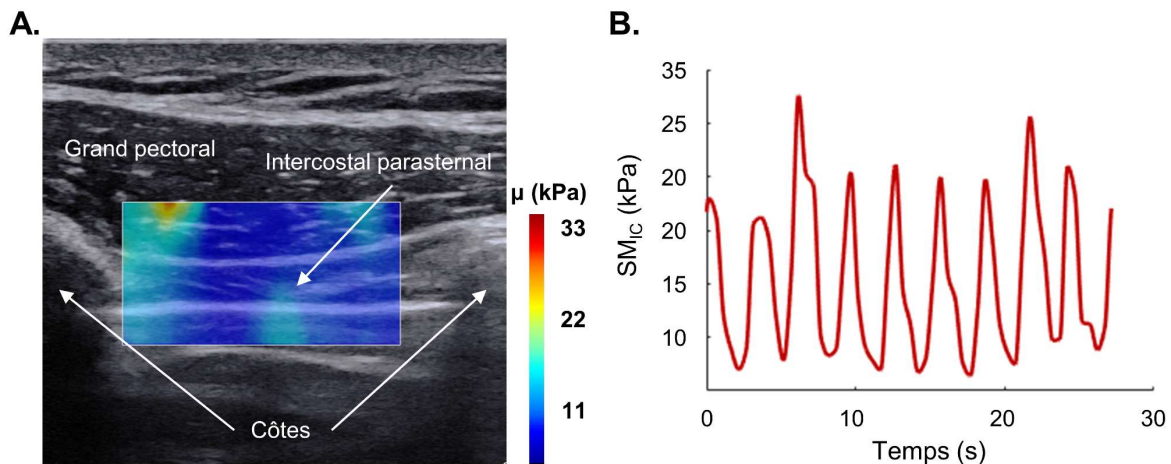 A.
Grand pectoral
Intercostal parasternal
Côtes
µ (kPa)
33
22
11
B.
SM_IC (kPa)
35
25
20
20
15
10
0
10
20
30
Temps (s)